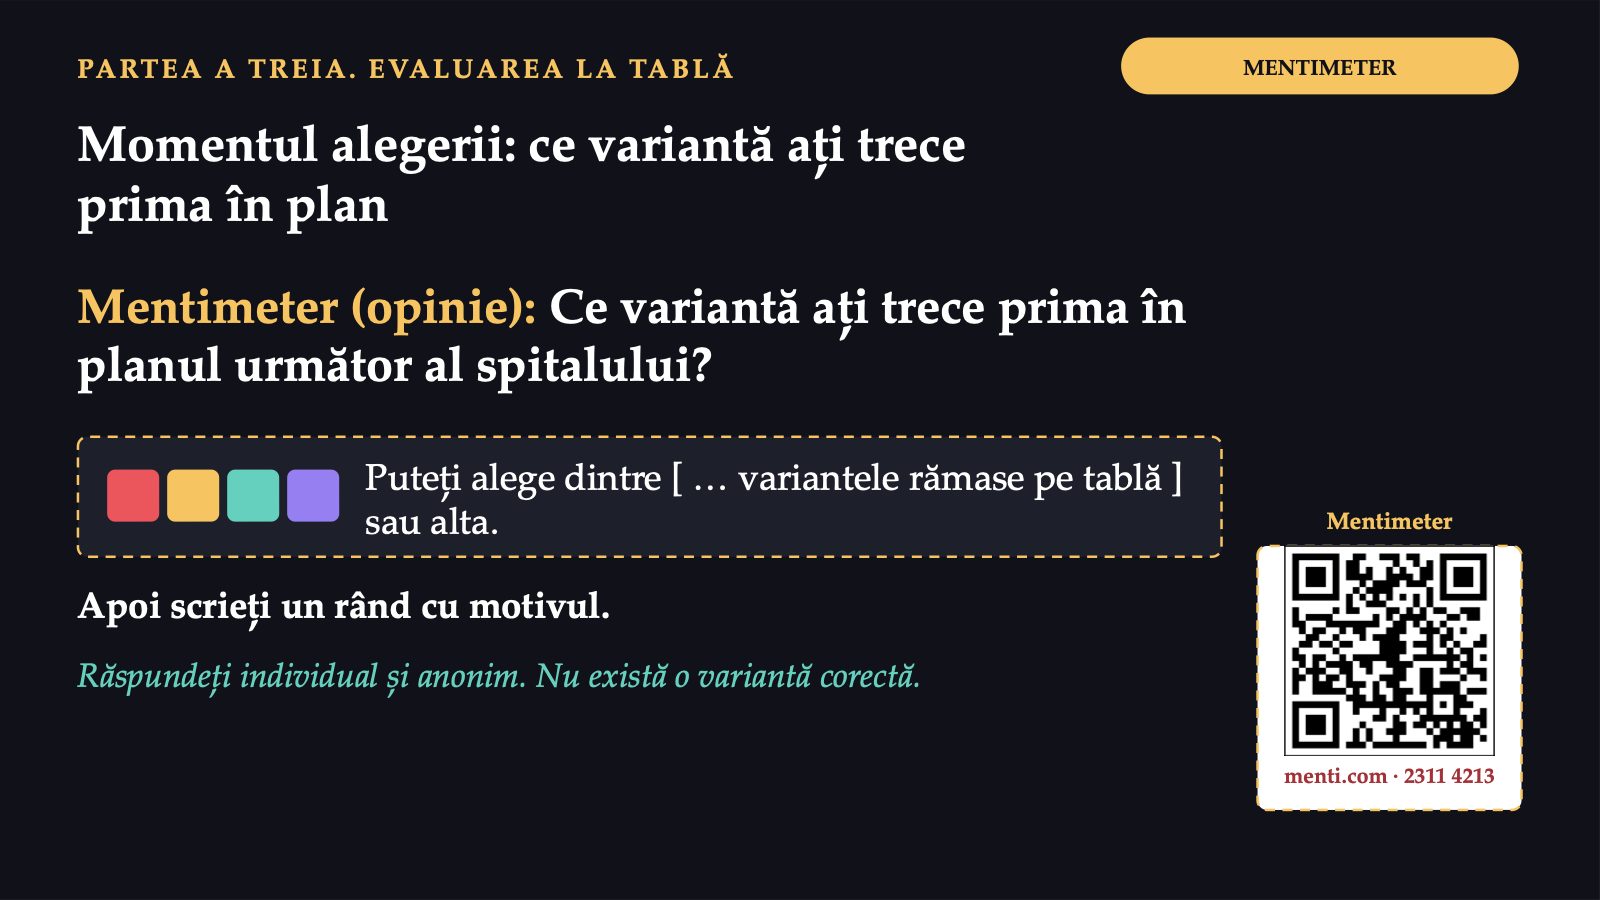 PARTEA A TREIA. EVALUAREA LA TABLĂ
MENTIMETER
Momentul alegerii: ce variantă ați trece
prima în plan
Mentimeter (opinie): Ce variantă ați trece prima în
planul următor al spitalului?
Puteți alege dintre [ … variantele rămase pe tablă ]
sau alta.
Apoi scrieți un rând cu motivul.
Răspundeți individual și anonim. Nu există o variantă corectă.
Mentimeter
menti.com · 2311 4213